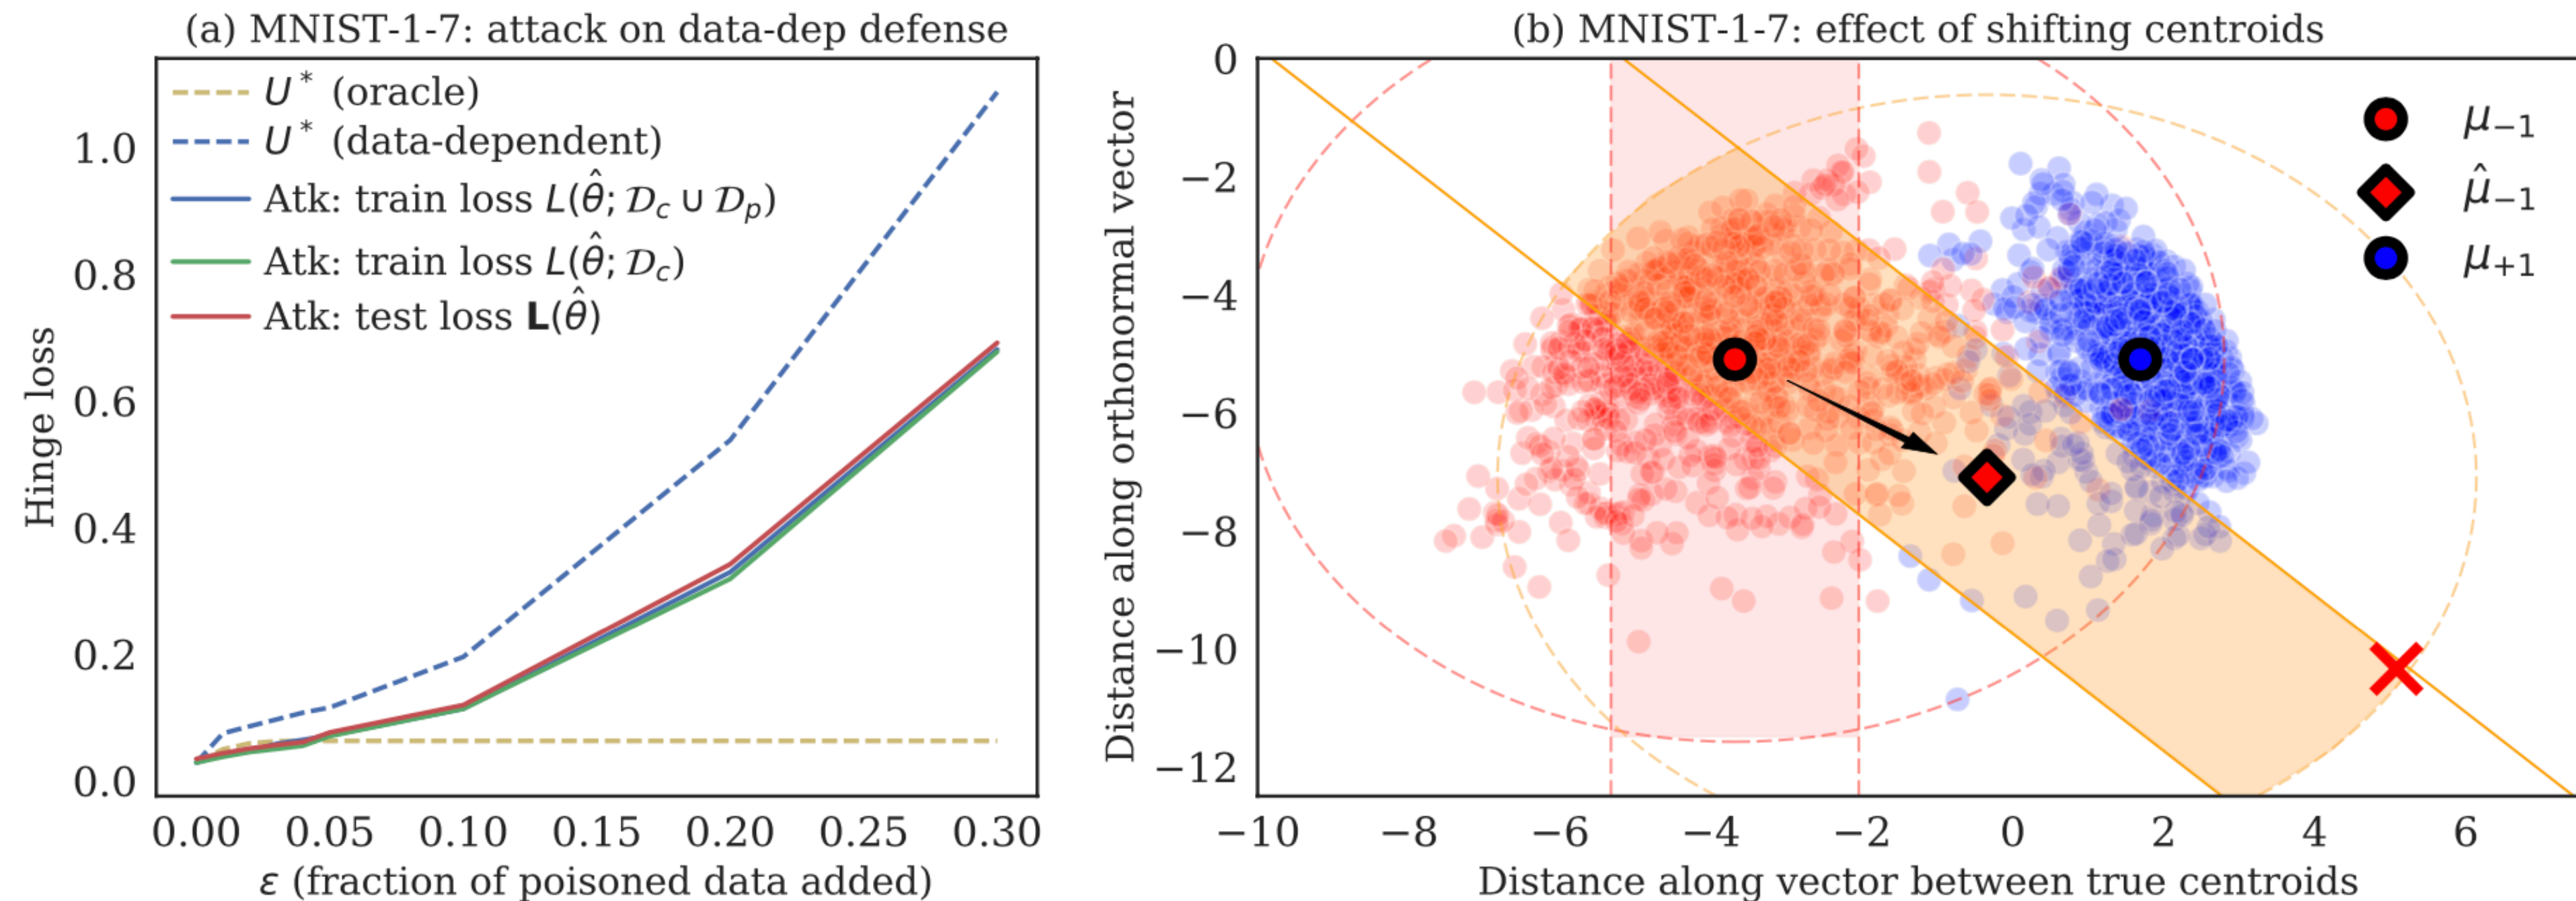 (a) MNIST-1-7: attack on data-dep defense
U* (oracle)
U* (data-dependent)
Atk: train loss L(θ̂; 𝒟c ∪ 𝒟p)
Atk: train loss L(θ̂; 𝒟c)
Atk: test loss L(θ̂)
Hinge loss
1.0
0.8
0.6
0.4
0.2
0.0
0.00 0.05 0.10 0.15 0.20 0.25 0.30
ε (fraction of poisoned data added)
(b) MNIST-1-7: effect of shifting centroids
μ−1
μ̂−1
μ+1
Distance along orthonormal vector
0
−2
−4
−6
−8
−10
−12
−10 −8 −6 −4 −2 0 2 4 6
Distance along vector between true centroids